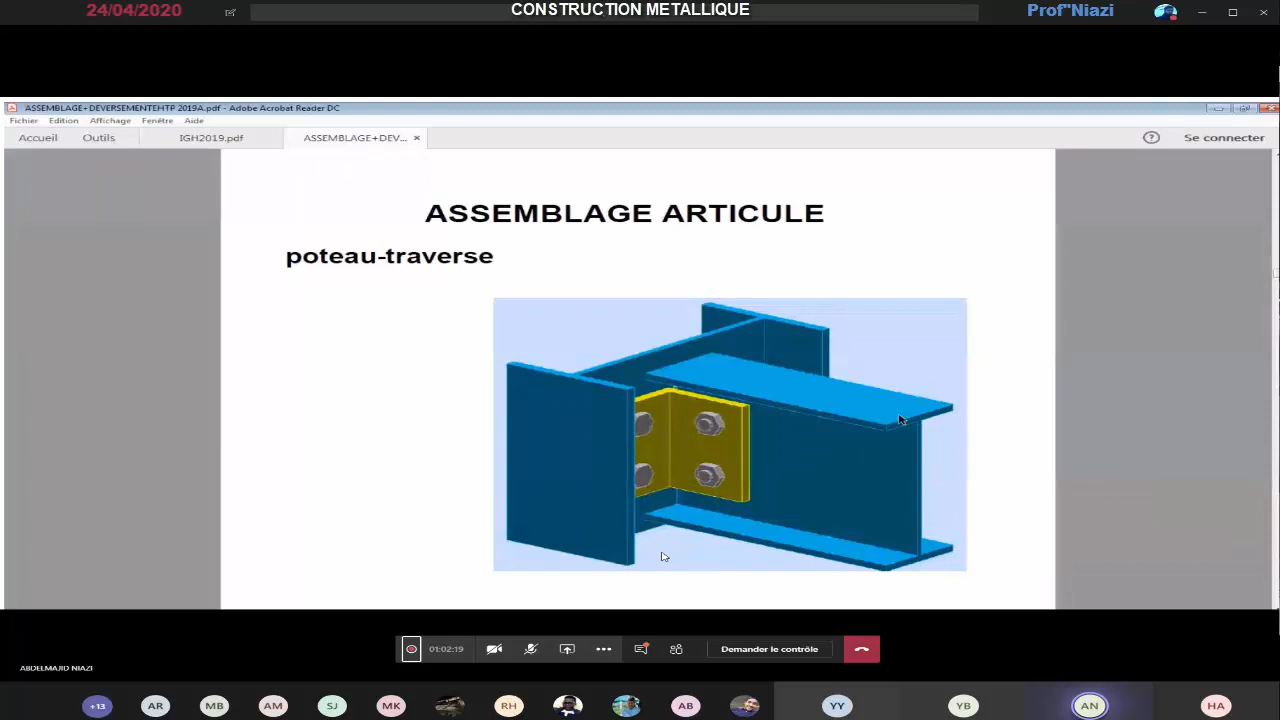 24/04/2020
CONSTRUCTION METALLIQUE
Prof"Niazi
ASSEMBLAGE+DEVERSEMENTEHTP 2019A.pdf - Adobe Acrobat Reader DC
Fichier Edition Affichage Fenêtre Aide
Accueil Outils IGH2019.pdf ASSEMBLAGE+DEV... Se connecter
ASSEMBLAGE ARTICULE
poteau-traverse
01:02:19 Demander le contrôle
ABDELMAJID NIAZI
+13 AR MB AM SJ MK RH AB YY YB AN HA